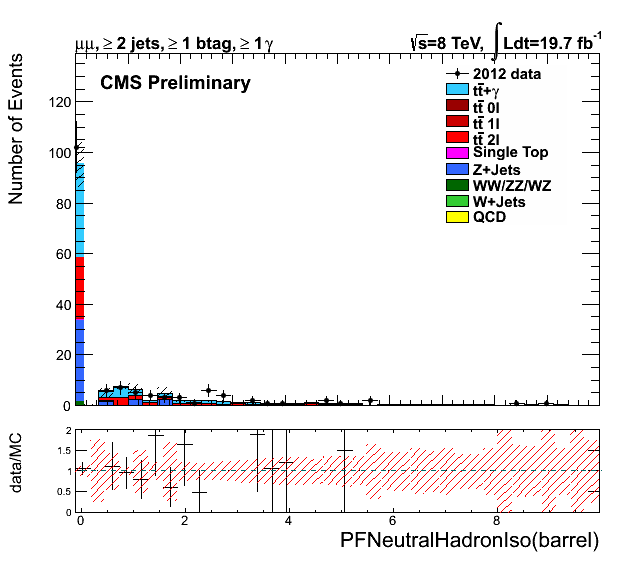 μμ, ≥ 2 jets, ≥ 1 btag, ≥ 1 γ
√s=8 TeV, ∫ Ldt=19.7 fb⁻¹
CMS Preliminary
2012 data
tt̄+γ
tt̄ 0l
tt̄ 1l
tt̄ 2l
Single Top
Z+Jets
WW/ZZ/WZ
W+Jets
QCD
Number of Events
120
100
80
60
40
20
0
data/MC
2
1.5
1
0.5
0
0 2 4 6 8
PFNeutralHadronIso(barrel)